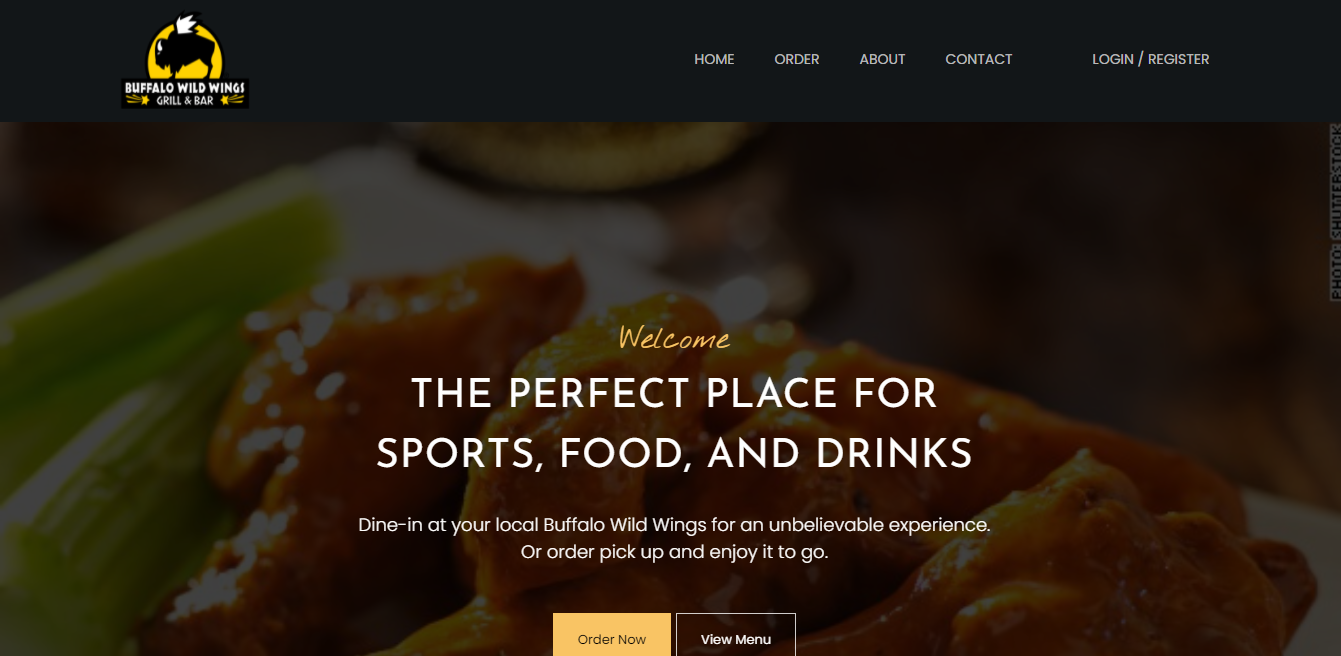 BUFFALO WILD WINGS
GRILL & BAR
HOME
ORDER
ABOUT
CONTACT
LOGIN / REGISTER
PHOTO: SHUTTERSTOCK
Welcome
THE PERFECT PLACE FOR
SPORTS, FOOD, AND DRINKS
Dine-in at your local Buffalo Wild Wings for an unbelievable experience.
Or order pick up and enjoy it to go.
Order Now
View Menu